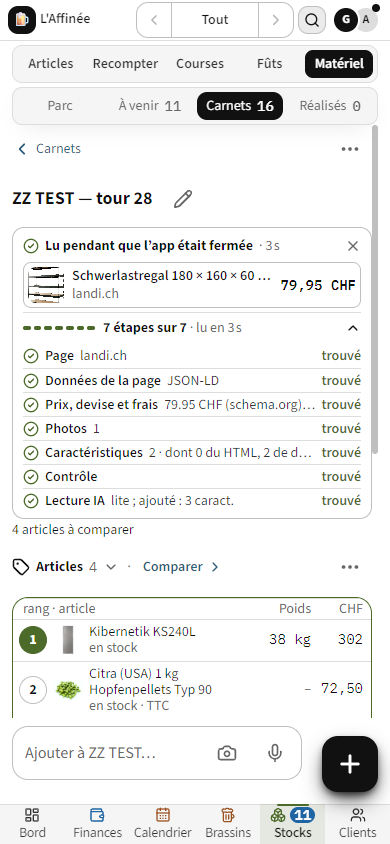 L'Affinée
Tout
G
A
Articles Recompter Courses Fûts Matériel
Parc À venir 11 Carnets 16 Réalisés 0
Carnets
ZZ TEST — tour 28
Lu pendant que l’app était fermée · 3 s
Schwerlastregal 180 × 160 × 60 … 79,95 CHF
landi.ch
7 étapes sur 7 · lu en 3 s
Page landi.ch trouvé
Données de la page JSON-LD trouvé
Prix, devise et frais 79.95 CHF (schema.org)… trouvé
Photos 1 trouvé
Caractéristiques 2 · dont 0 du HTML, 2 de d… trouvé
Contrôle trouvé
Lecture IA lite ; ajouté : 3 caract. trouvé
4 articles à comparer
Articles 4 · Comparer
rang · article Poids CHF
1 Kibernetik KS240L 38 kg 302
en stock
2 Citra (USA) 1 kg – 72,50
Hopfenpellets Typ 90
en stock · TTC
Ajouter à ZZ TEST…
11
Bord Finances Calendrier Brassins Stocks Clients